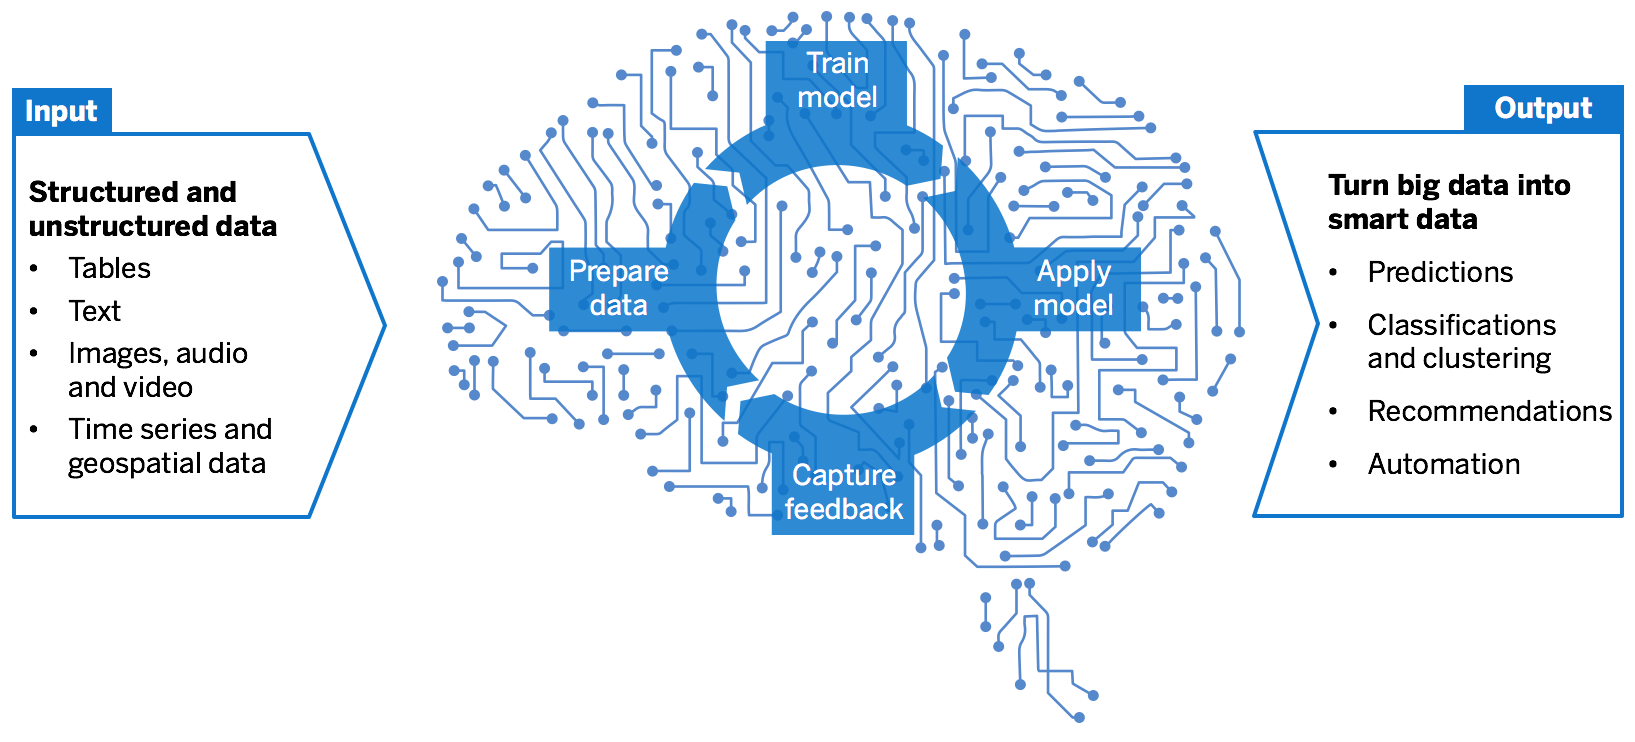 Input
Structured and
unstructured data
• Tables
• Text
• Images, audio
and video
• Time series and
geospatial data
Train
model
Prepare
data
Apply
model
Capture
feedback
Output
Turn big data into
smart data
• Predictions
• Classifications
and clustering
• Recommendations
• Automation